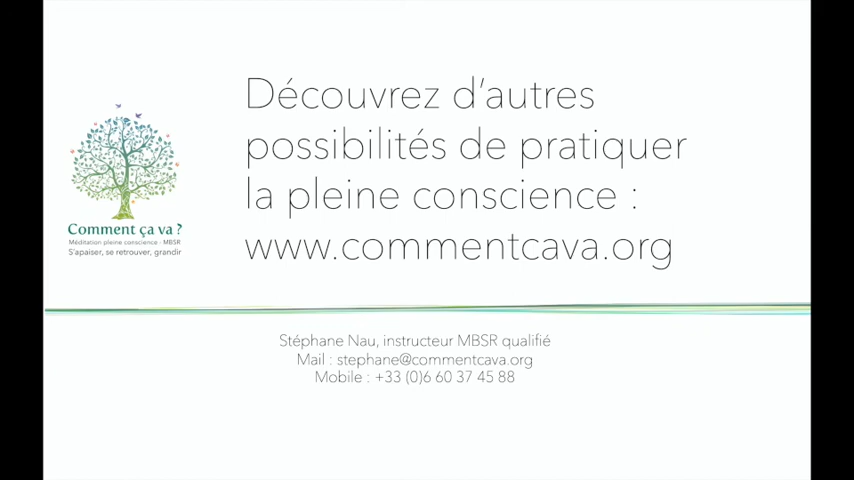 Découvrez d’autres
possibilités de pratiquer
la pleine conscience :
www.commentcava.org
Comment ça va ?
Méditation pleine conscience - MBSR
S'apaiser, se retrouver, grandir
Stéphane Nau, instructeur MBSR qualifié
Mail : stephane@commentcava.org
Mobile : +33 (0)6 60 37 45 88